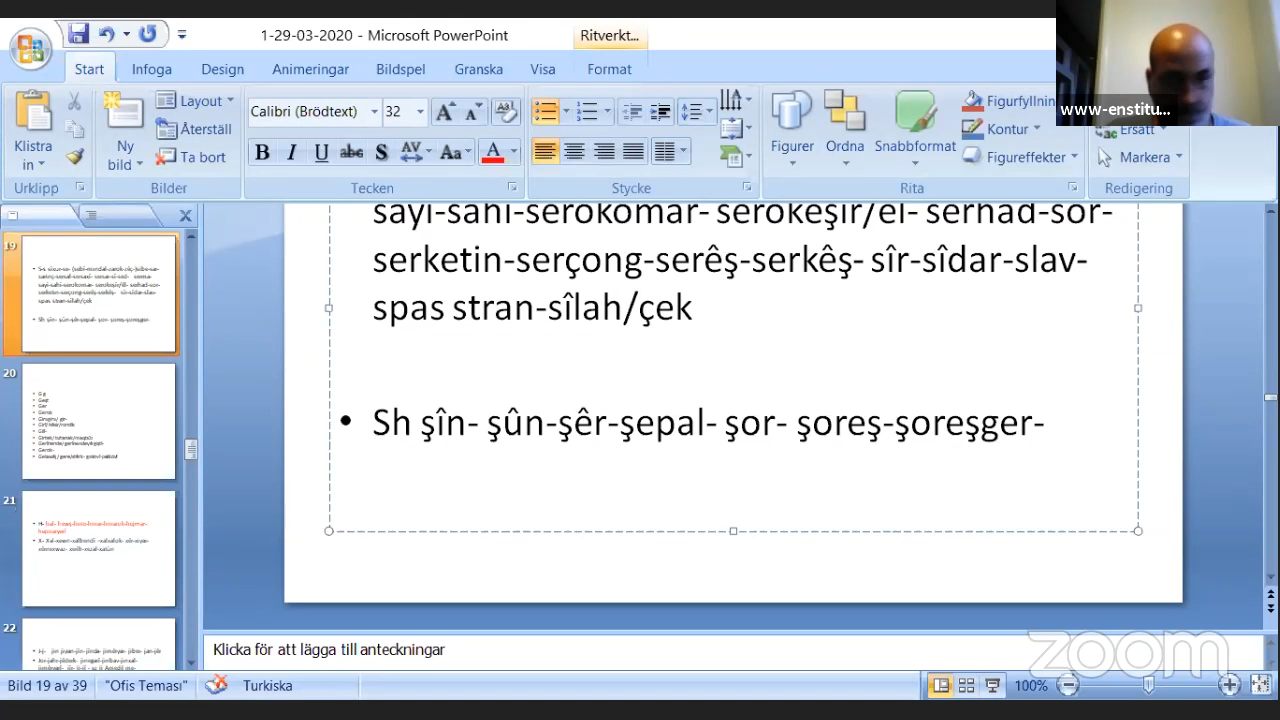 1-29-03-2020 - Microsoft PowerPoint
Ritverkt...
Start Infoga Design Animeringar Bildspel Granska Visa Format
www-enstitu...
Klistra in
Ny bild
Layout
Återställ
Ta bort
Calibri (Brödtext) 32
Figurer
Ordna
Snabbformat
Figurfyllnin
Kontur
Figureffekter
Ersätt
Markera
Urklipp Bilder Tecken Stycke Rita Redigering
19
20
21
22
sayi-sahi-serokomar- serokeşîr/el- serhad-sor-
serketin-serçong-serêş-serkêş- sîr-sîdar-slav-
spas stran-sîlah/çek
• Sh şîn- şûn-şêr-şepal- şor- şoreş-şoreşger-
Klicka för att lägga till anteckningar
zoom
Bild 19 av 39 "Ofis Teması" Turkiska 100%